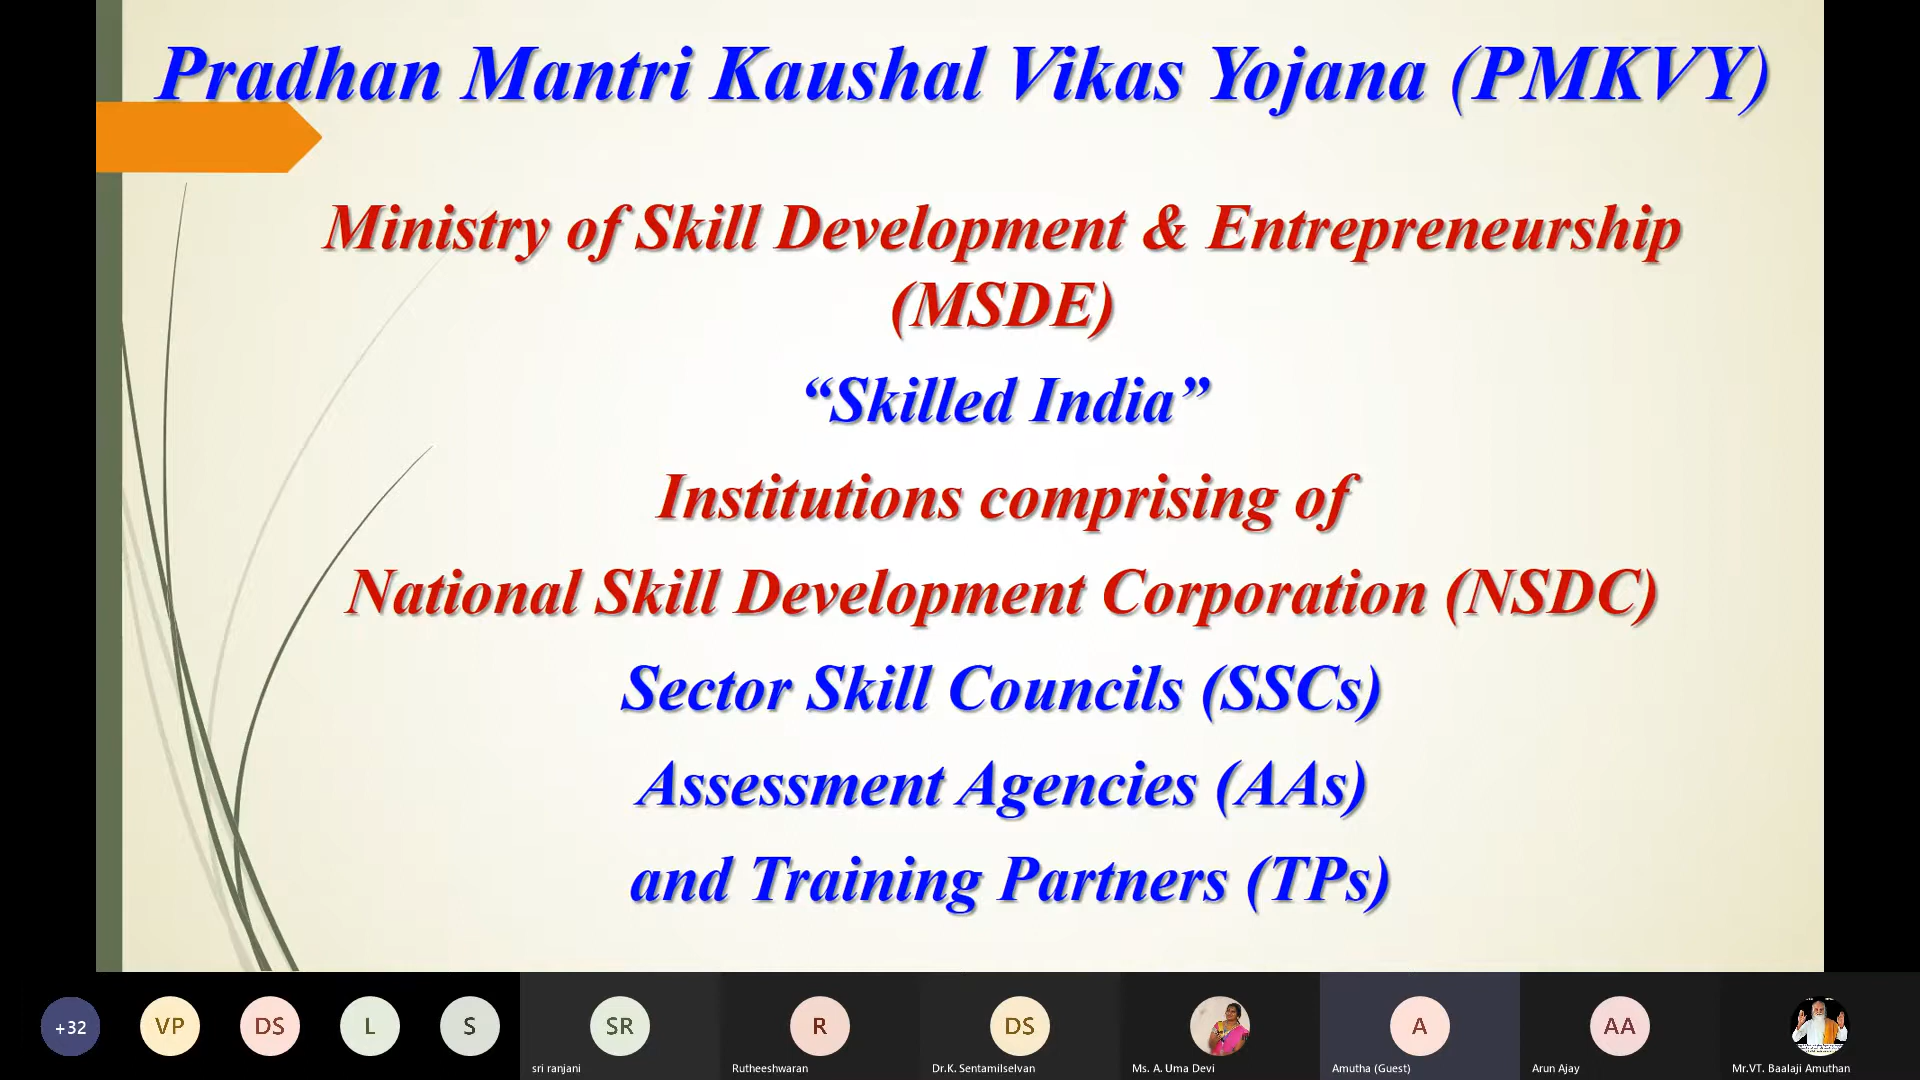 Pradhan Mantri Kaushal Vikas Yojana (PMKVY)
Ministry of Skill Development & Entrepreneurship
(MSDE)
“Skilled India”
Institutions comprising of
National Skill Development Corporation (NSDC)
Sector Skill Councils (SSCs)
Assessment Agencies (AAs)
and Training Partners (TPs)
+32
VP
DS
L
S
SR
R
DS
A
AA
sri ranjani
Rutheeshwaran
Dr.K. Sentamilselvan
Ms. A. Uma Devi
Amutha (Guest)
Arun Ajay
Mr.VT. Baalaji Amuthan